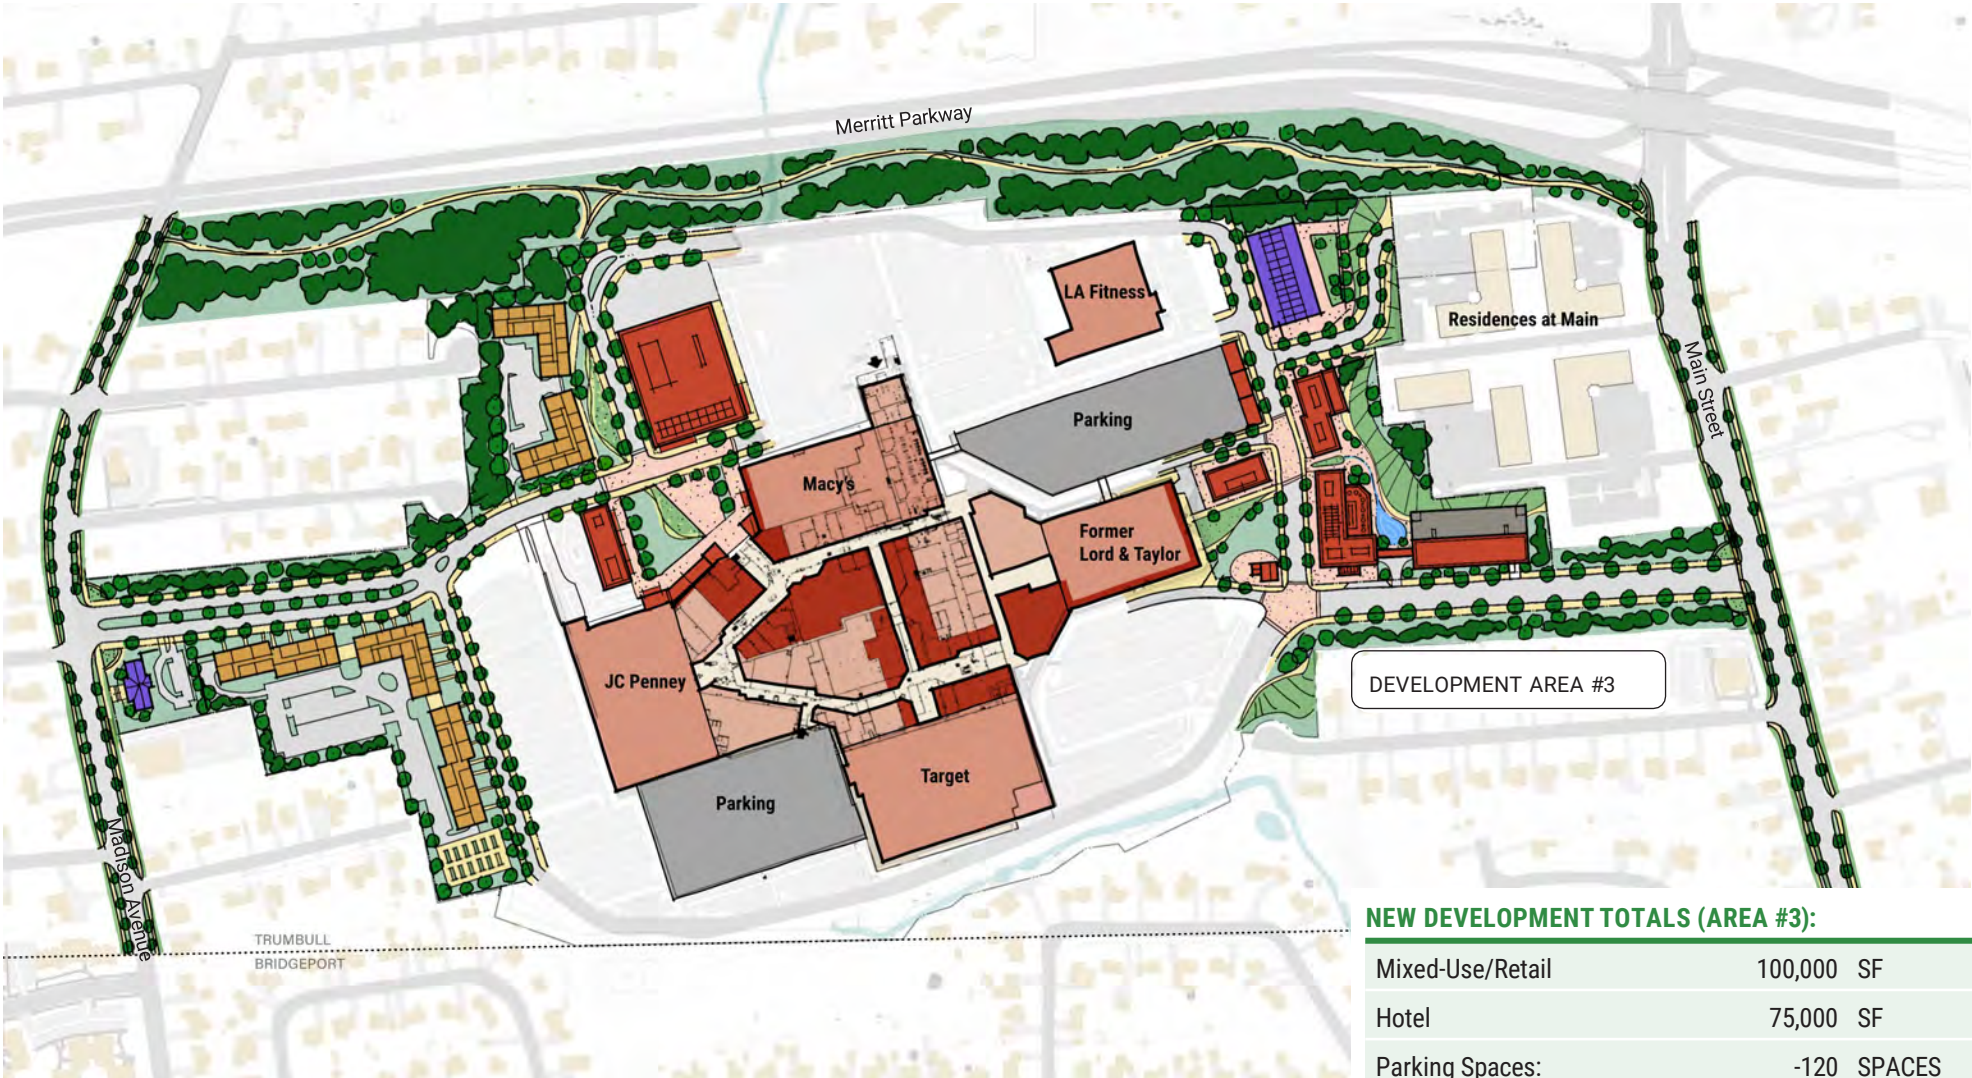 Merritt Parkway
LA Fitness
Residences at Main
Main Street
Parking
Macy's
Former
Lord & Taylor
JC Penney
DEVELOPMENT AREA #3
Target
Parking
Madison Avenue
TRUMBULL
BRIDGEPORT
NEW DEVELOPMENT TOTALS (AREA #3):
Mixed-Use/Retail 100,000 SF
Hotel 75,000 SF
Parking Spaces: -120 SPACES